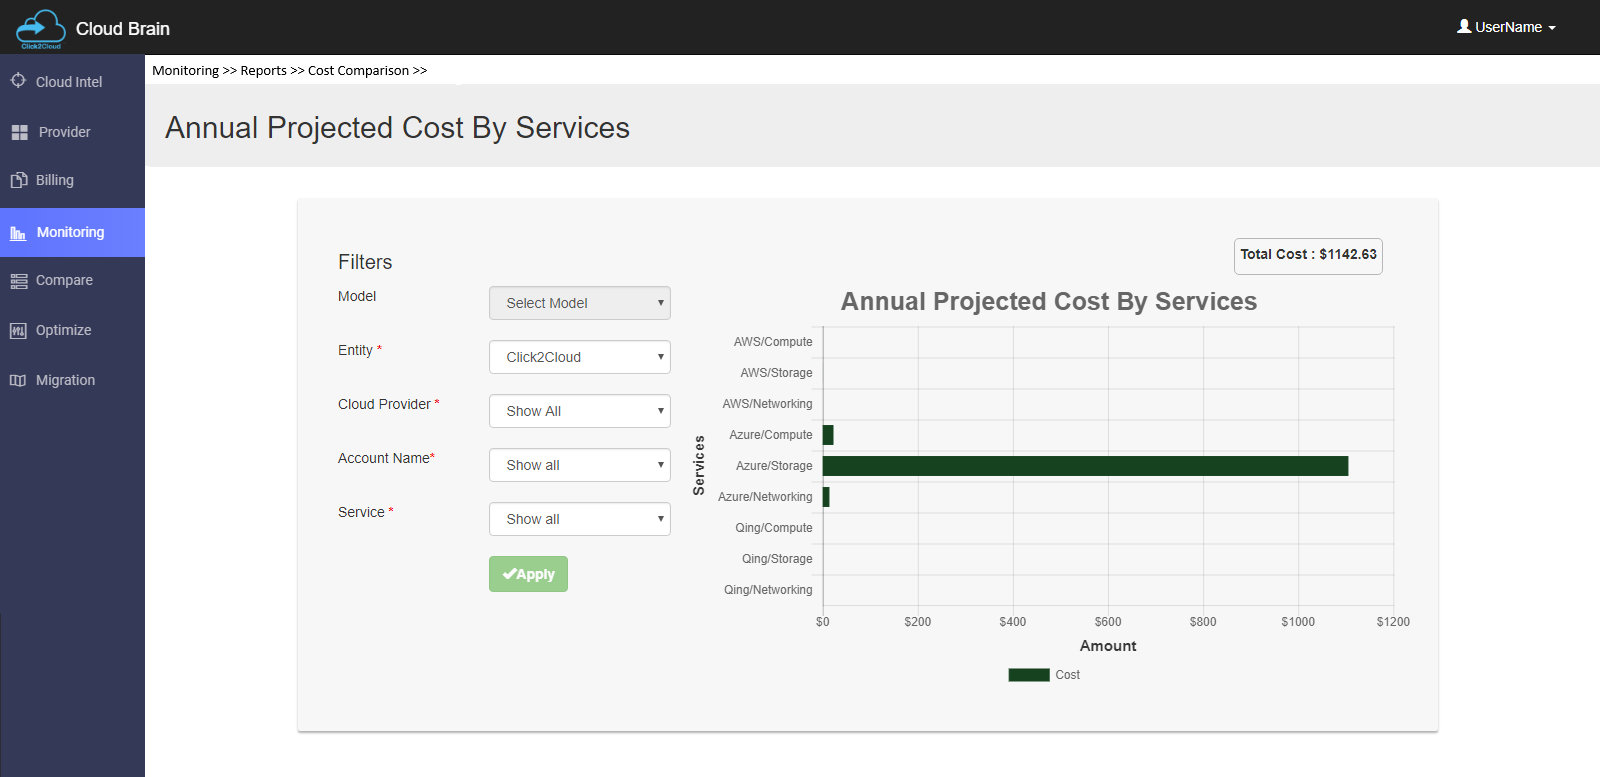 Click2Cloud
Cloud Brain
UserName
Cloud Intel
Provider
Billing
Monitoring
Compare
Optimize
Migration
Monitoring >> Reports >> Cost Comparison >>
Annual Projected Cost By Services
Filters
Model
Select Model
Entity *
Click2Cloud
Cloud Provider *
Show All
Account Name*
Show all
Service *
Show all
Apply
Total Cost : $1142.63
Annual Projected Cost By Services
Services
AWS/Compute
AWS/Storage
AWS/Networking
Azure/Compute
Azure/Storage
Azure/Networking
Qing/Compute
Qing/Storage
Qing/Networking
$0 $200 $400 $600 $800 $1000 $1200
Amount
Cost